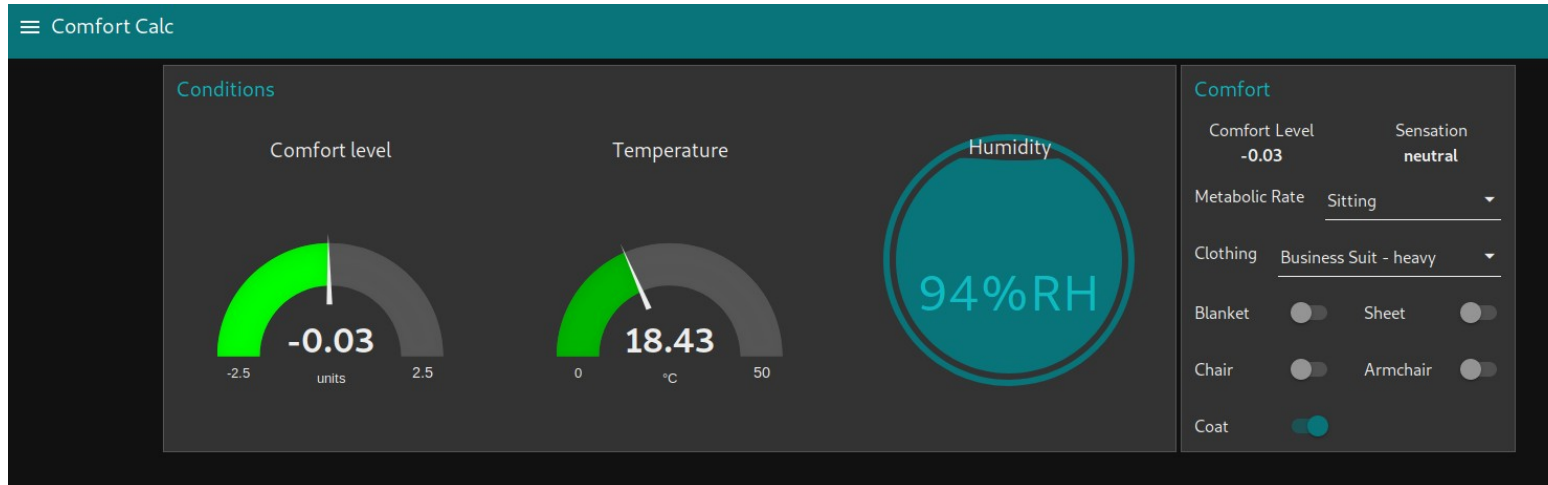 Comfort Calc
Conditions
Comfort level
-0.03
-2.5
units
2.5
Temperature
18.43
0
°C
50
Humidity
94%RH
Comfort
Comfort Level
-0.03
Sensation
neutral
Metabolic Rate
Sitting
Clothing
Business Suit - heavy
Blanket
Sheet
Chair
Armchair
Coat